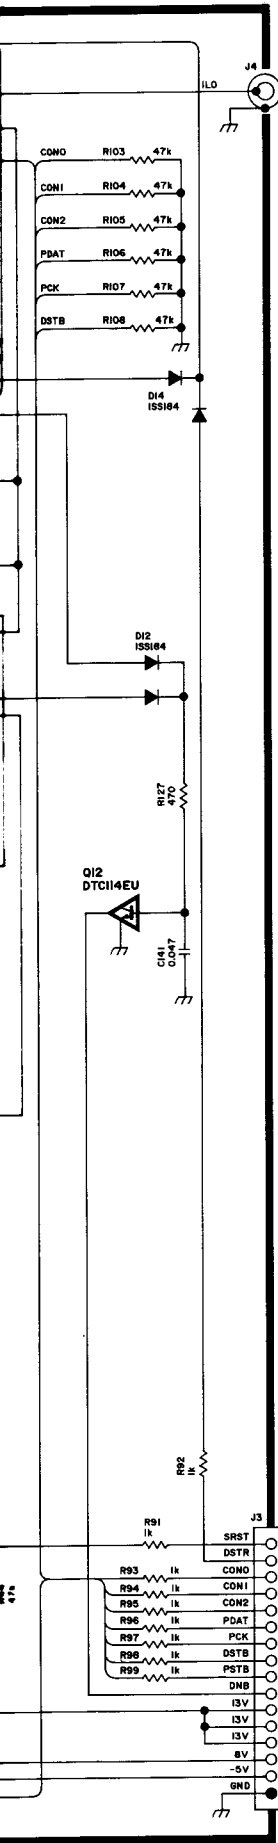 J4
ILO
CON0 R103 47k
CON1 R104 47k
CON2 R105 47k
PDAT R106 47k
PCK R107 47k
DSTB R108 47k
D14
ISS184
D12
ISS184
R127
470
Q12
DTC114EU
C141
0.047
R92
1k
J3
R91
1k
SRST
DSTR
R93 1k CON0
R94 1k CON1
R95 1k CON2
R96 1k PDAT
R97 1k PCK
R98 1k DSTB
R99 1k PSTB
DNB
13V
13V
13V
8V
-5V
GND
47k